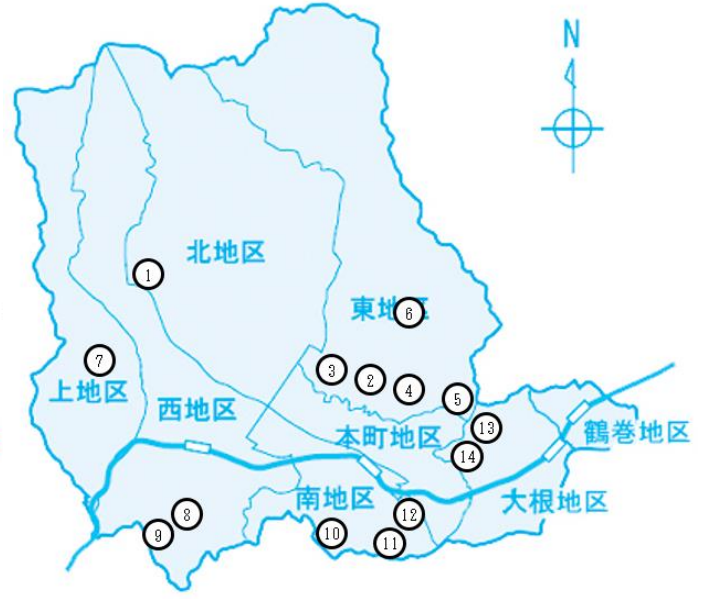 N
北地区
①
東地区
⑥
③
②
④
⑤
⑦
上地区
西地区
本町地区
⑬
⑭
鶴巻地区
南地区
大根地区
⑧
⑨
⑩
⑪
⑫